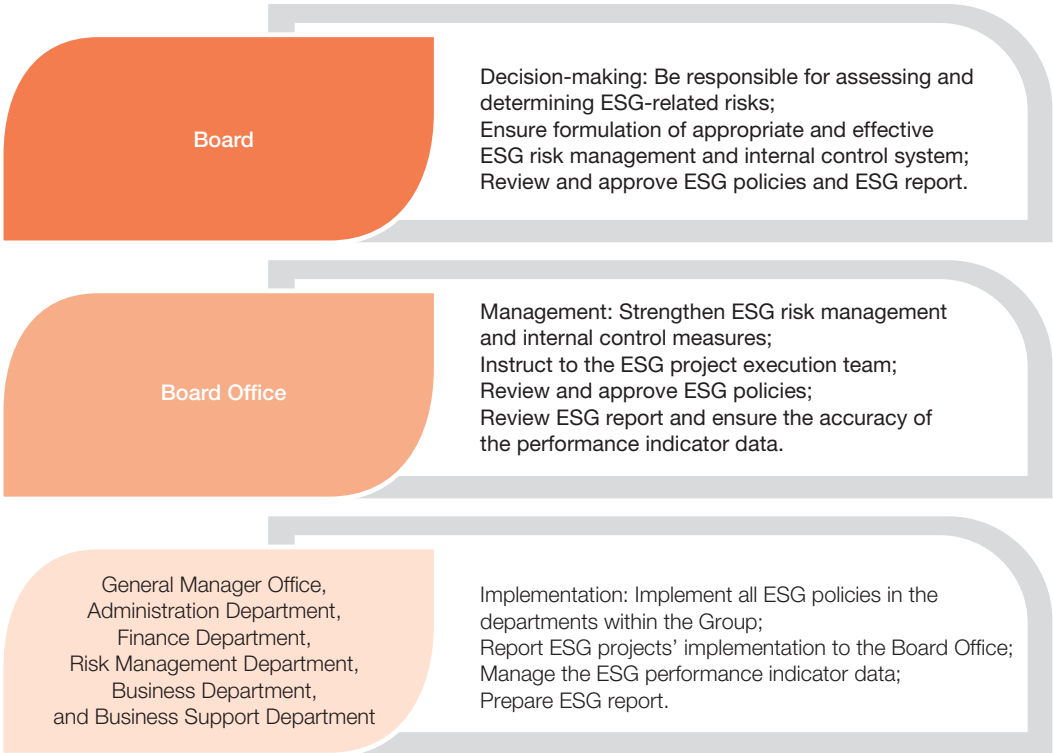 Board
Decision-making: Be responsible for assessing and
determining ESG-related risks;
Ensure formulation of appropriate and effective
ESG risk management and internal control system;
Review and approve ESG policies and ESG report.
Board Office
Management: Strengthen ESG risk management
and internal control measures;
Instruct to the ESG project execution team;
Review and approve ESG policies;
Review ESG report and ensure the accuracy of
the performance indicator data.
General Manager Office,
Administration Department,
Finance Department,
Risk Management Department,
Business Department,
and Business Support Department
Implementation: Implement all ESG policies in the
departments within the Group;
Report ESG projects’ implementation to the Board Office;
Manage the ESG performance indicator data;
Prepare ESG report.